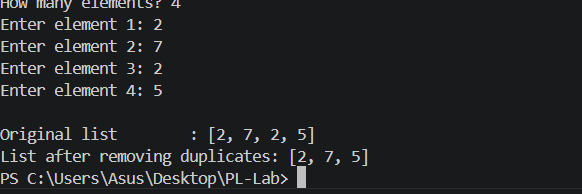 How many elements? 4
Enter element 1: 2
Enter element 2: 7
Enter element 3: 2
Enter element 4: 5
Original list        : [2, 7, 2, 5]
List after removing duplicates: [2, 7, 5]
PS C:\Users\Asus\Desktop\PL-Lab>